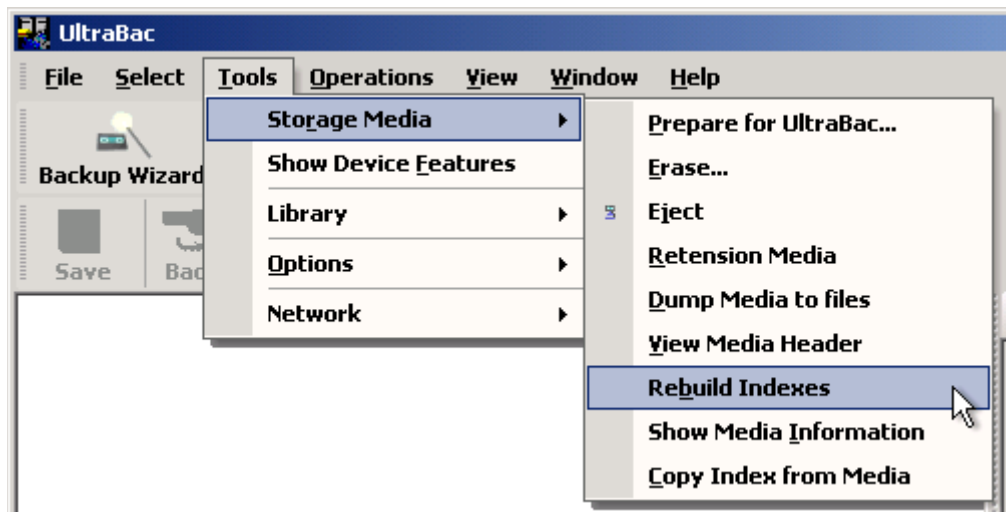 UltraBac
File Select Tools Operations View Window Help
Backup Wizard
Save
Bac
Storage Media
Show Device Features
Library
Options
Network
Prepare for UltraBac...
Erase...
Eject
Retension Media
Dump Media to files
View Media Header
Rebuild Indexes
Show Media Information
Copy Index from Media